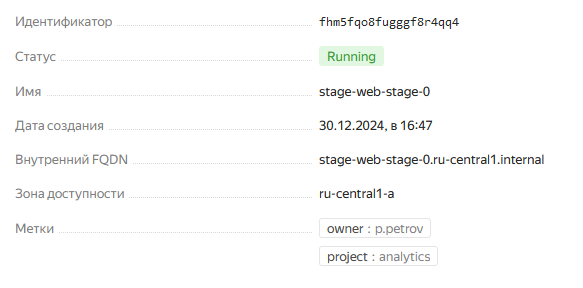 Идентификатор fhm5fqo8fugggf8r4qq4
Статус Running
Имя stage-web-stage-0
Дата создания 30.12.2024, в 16:47
Внутренний FQDN stage-web-stage-0.ru-central1.internal
Зона доступности ru-central1-a
Метки owner : p.petrov
project : analytics